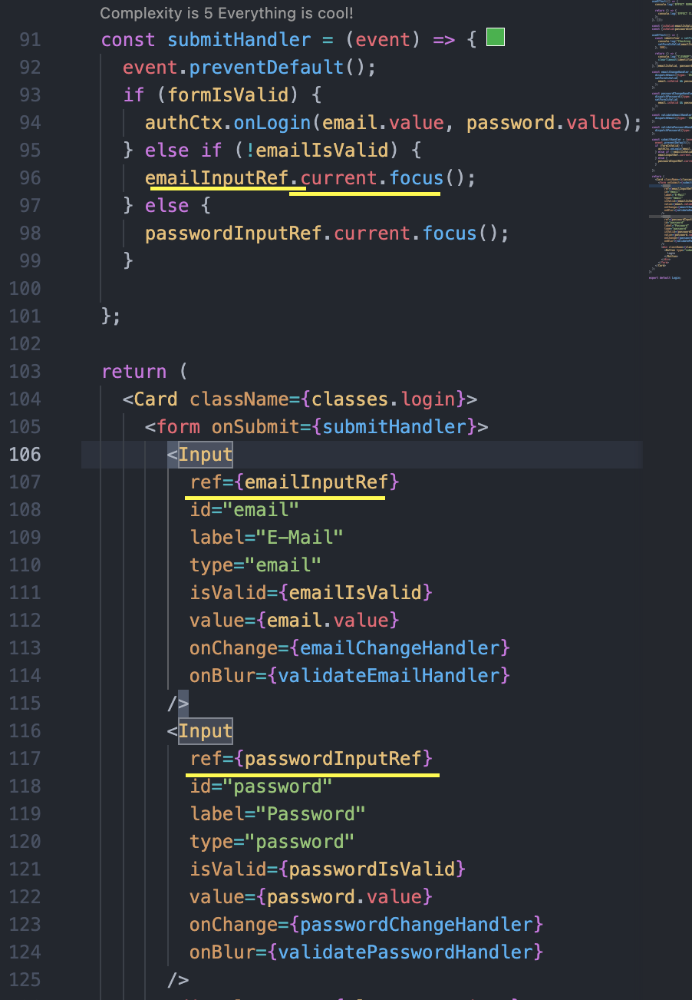 Complexity is 5 Everything is cool!
91 const submitHandler = (event) => {
92 event.preventDefault();
93 if (formIsValid) {
94 authCtx.onLogin(email.value, password.value);
95 } else if (!emailIsValid) {
96 emailInputRef.current.focus();
97 } else {
98 passwordInputRef.current.focus();
99 }
100
101 };
102
103 return (
104 <Card className={classes.login}>
105 <form onSubmit={submitHandler}>
106 <Input
107 ref={emailInputRef}
108 id="email"
109 label="E-Mail"
110 type="email"
111 isValid={emailIsValid}
112 value={email.value}
113 onChange={emailChangeHandler}
114 onBlur={validateEmailHandler}
115 />
116 <Input
117 ref={passwordInputRef}
118 id="password"
119 label="Password"
120 type="password"
121 isValid={passwordIsValid}
122 value={password.value}
123 onChange={passwordChangeHandler}
124 onBlur={validatePasswordHandler}
125 />